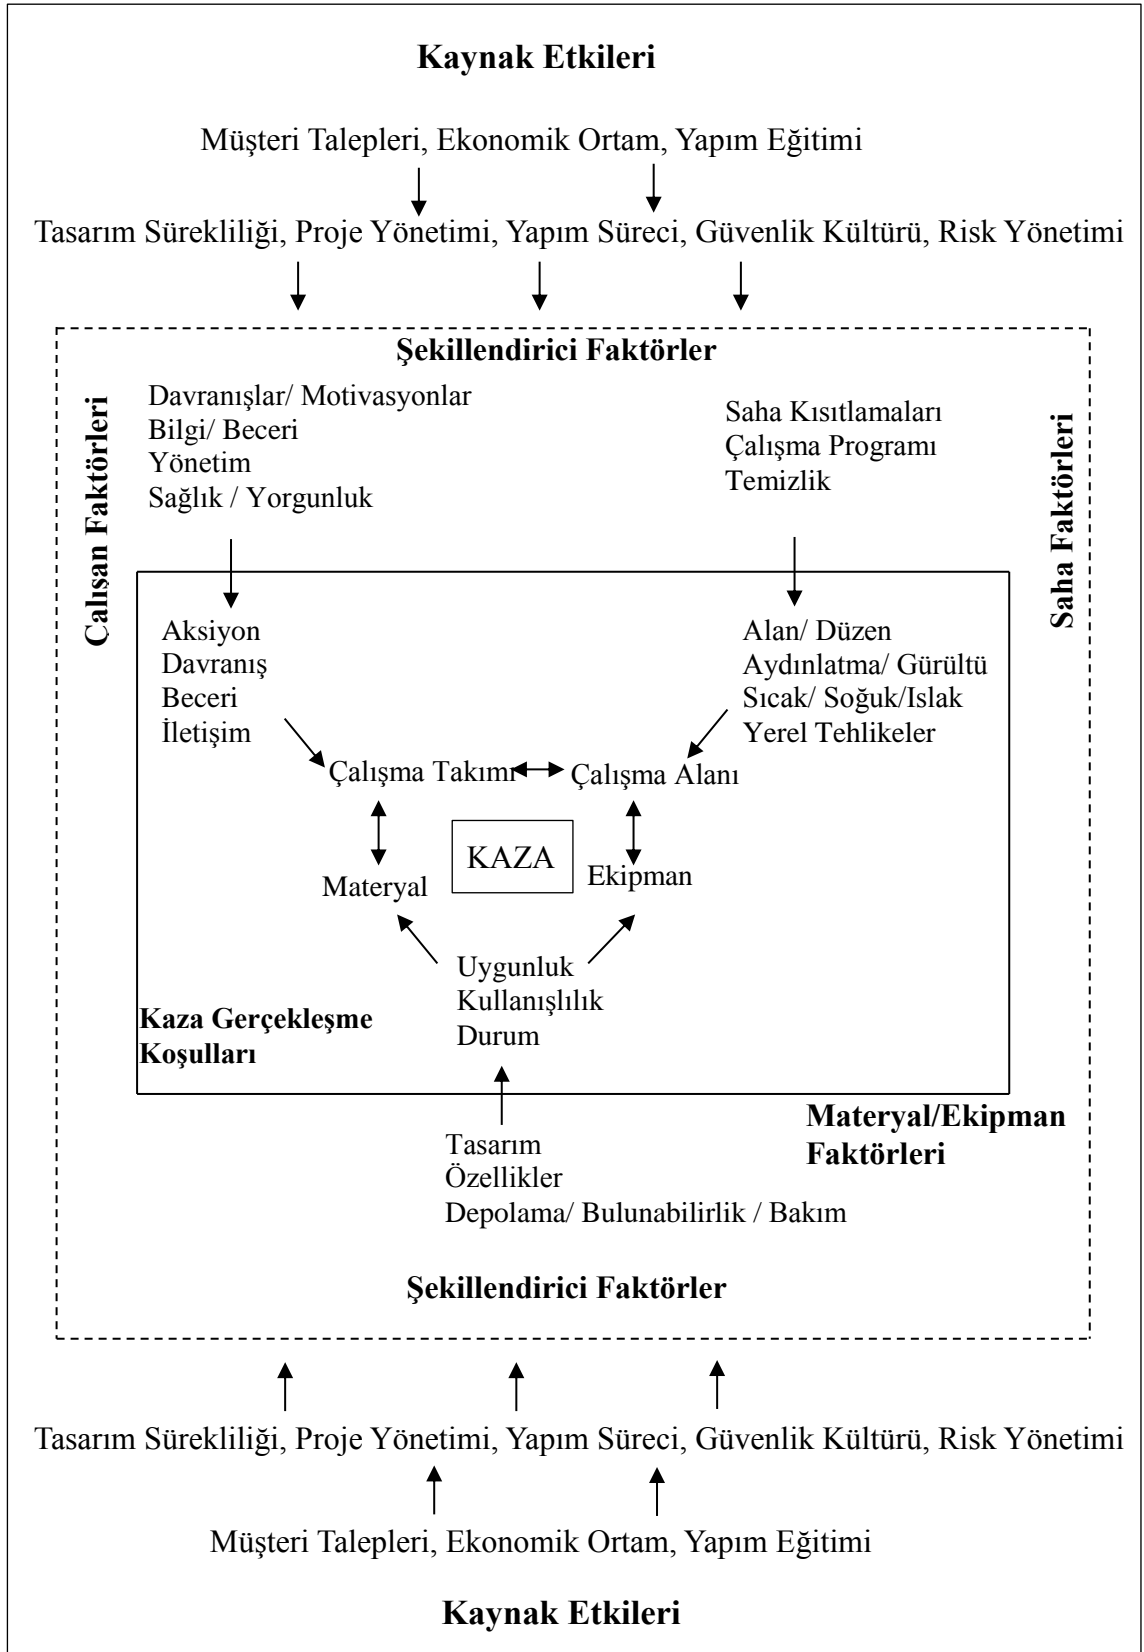 Kaynak Etkileri
Müşteri Talepleri, Ekonomik Ortam, Yapım Eğitimi
Tasarım Sürekliliği, Proje Yönetimi, Yapım Süreci, Güvenlik Kültürü, Risk Yönetimi
Şekillendirici Faktörler
Çalışan Faktörleri
Davranışlar/ Motivasyonlar
Bilgi/ Beceri
Yönetim
Sağlık / Yorgunluk
Saha Kısıtlamaları
Çalışma Programı
Temizlik
Saha Faktörleri
Aksiyon
Davranış
Beceri
İletişim
Alan/ Düzen
Aydınlatma/ Gürültü
Sıcak/ Soğuk/Islak
Yerel Tehlikeler
Çalışma Takımı
Çalışma Alanı
KAZA
Materyal
Ekipman
Uygunluk
Kullanışlılık
Durum
Kaza Gerçekleşme
Koşulları
Materyal/Ekipman
Faktörleri
Tasarım
Özellikler
Depolama/ Bulunabilirlik / Bakım
Şekillendirici Faktörler
Tasarım Sürekliliği, Proje Yönetimi, Yapım Süreci, Güvenlik Kültürü, Risk Yönetimi
Müşteri Talepleri, Ekonomik Ortam, Yapım Eğitimi
Kaynak Etkileri